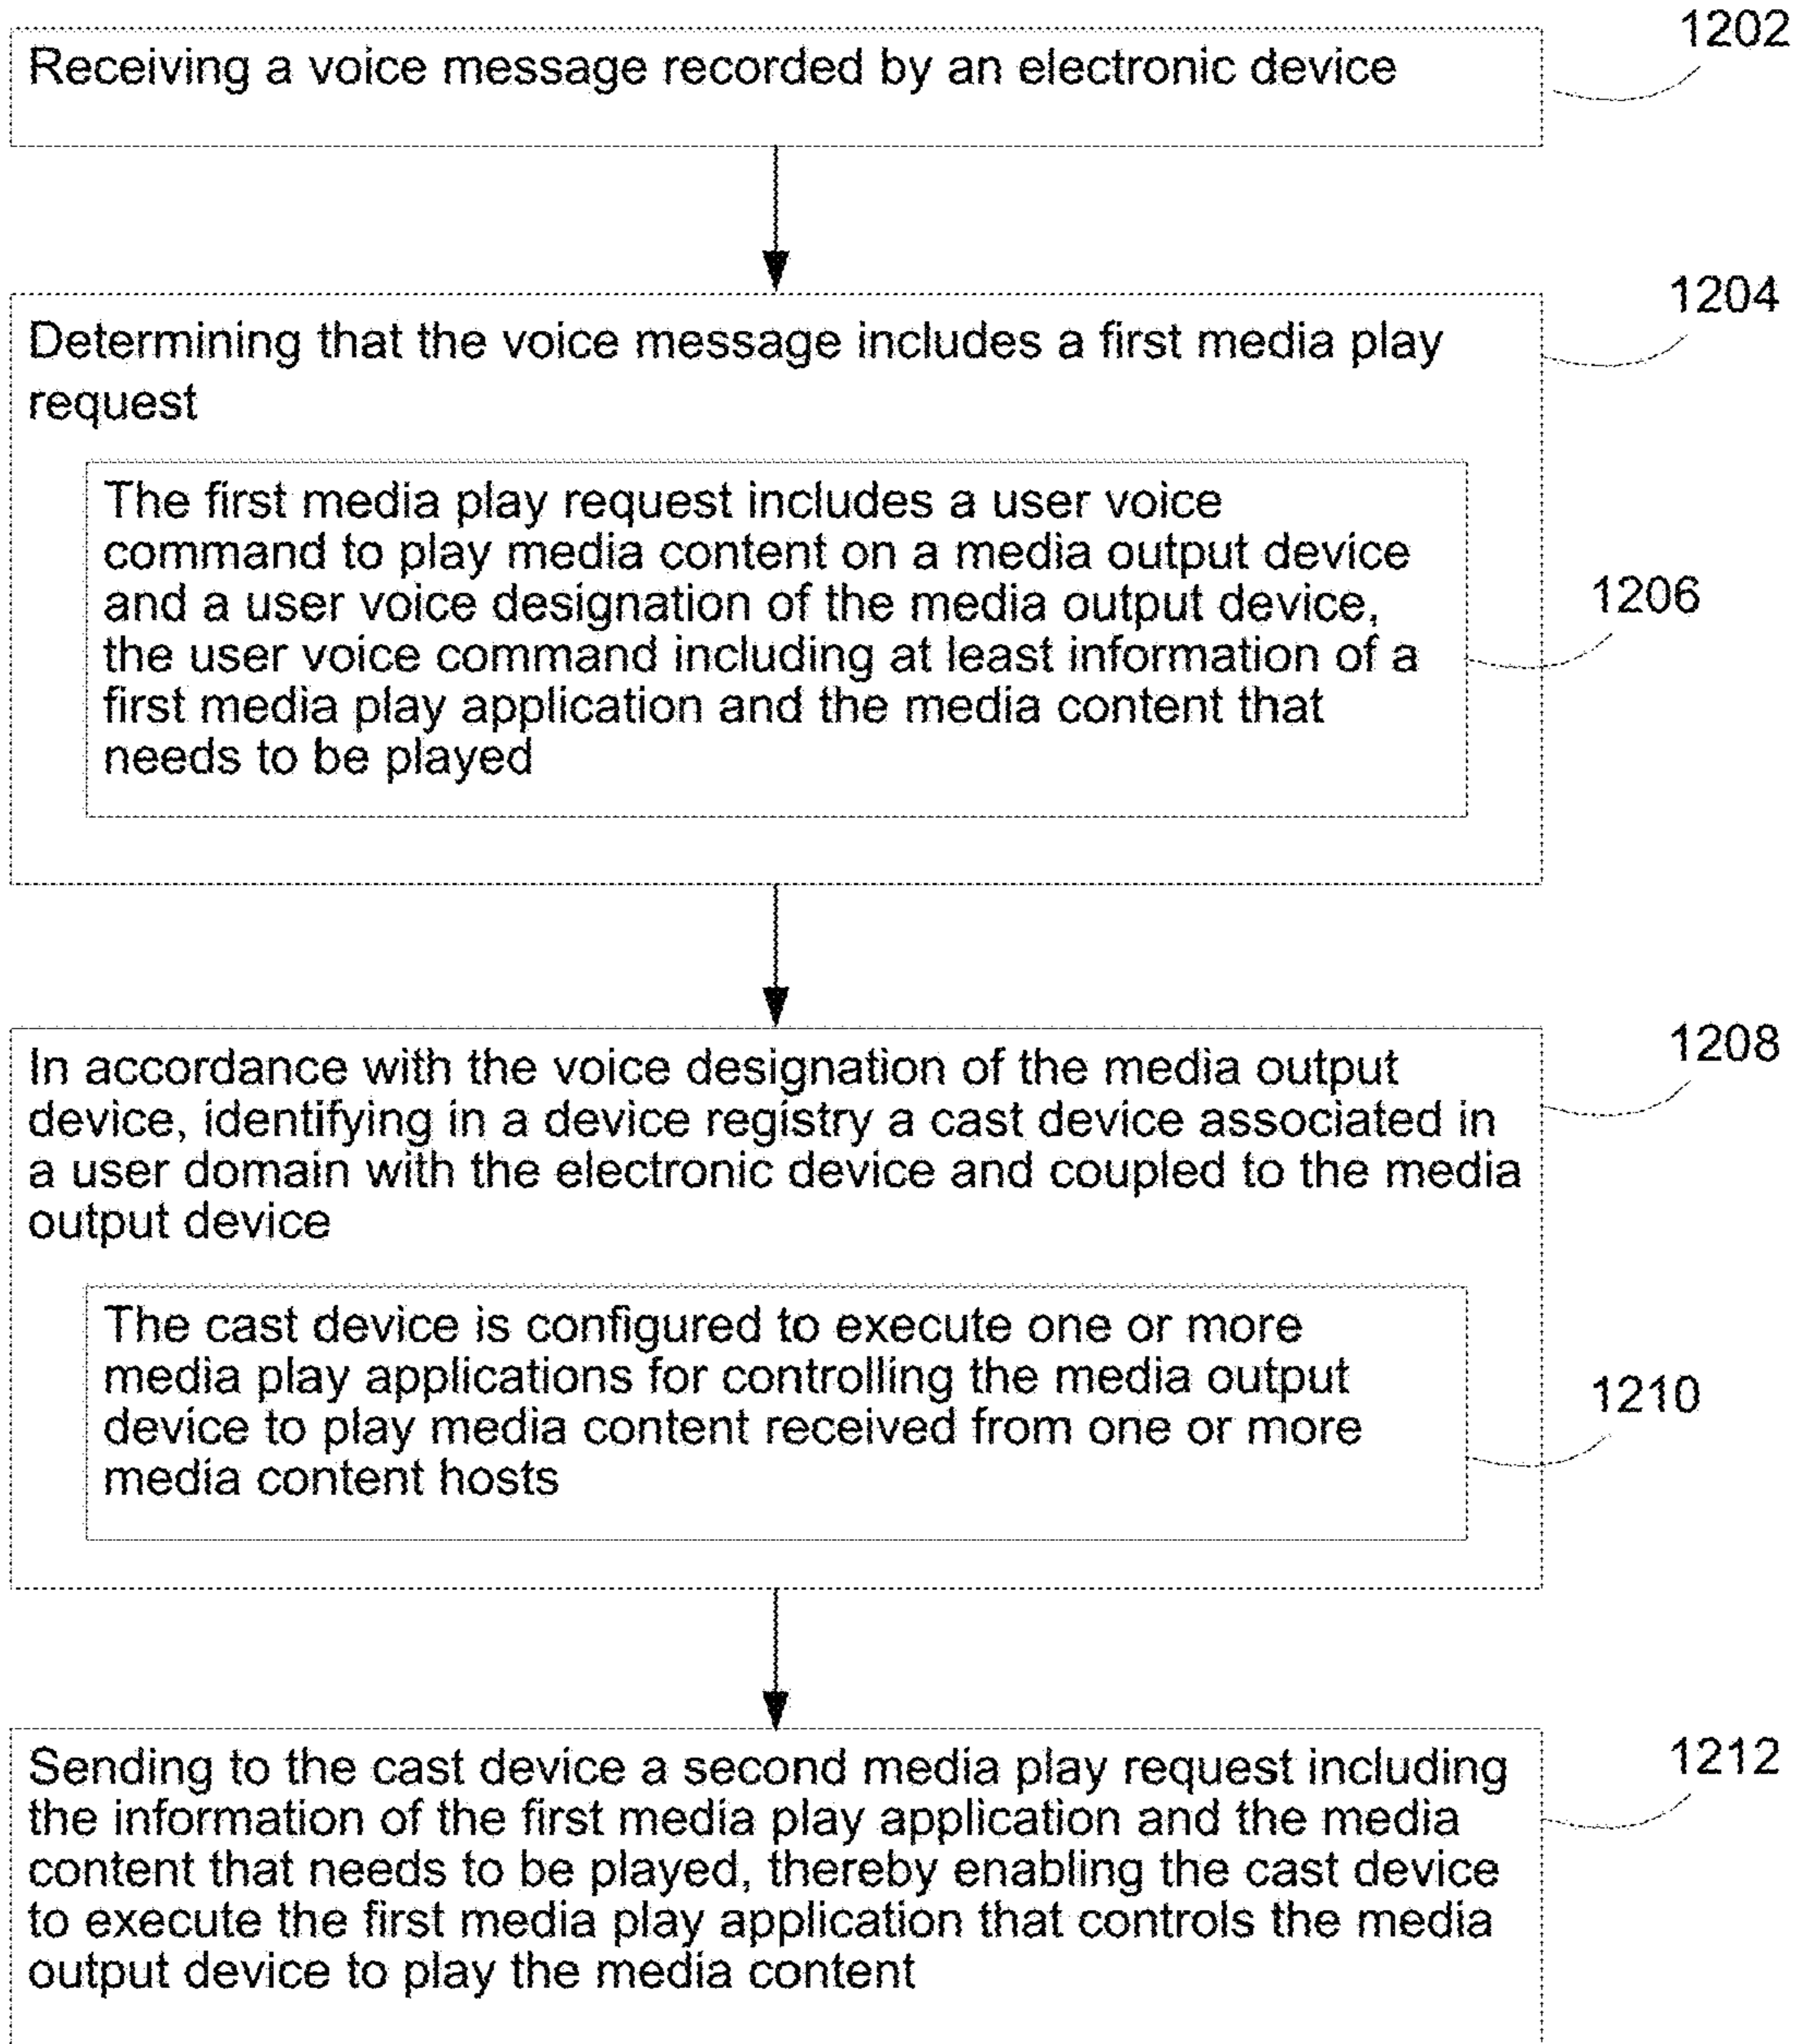 1202
Receiving a voice message recorded by an electronic device
1204
Determining that the voice message includes a first media play
request
The first media play request includes a user voice
command to play media content on a media output device
and a user voice designation of the media output device,
the user voice command including at least information of a
first media play application and the media content that
needs to be played
1206
1208
In accordance with the voice designation of the media output
device, identifying in a device registry a cast device associated in
a user domain with the electronic device and coupled to the media
output device
The cast device is configured to execute one or more
media play applications for controlling the media output
device to play media content received from one or more
media content hosts
1210
1212
Sending to the cast device a second media play request including
the information of the first media play application and the media
content that needs to be played, thereby enabling the cast device
to execute the first media play application that controls the media
output device to play the media content